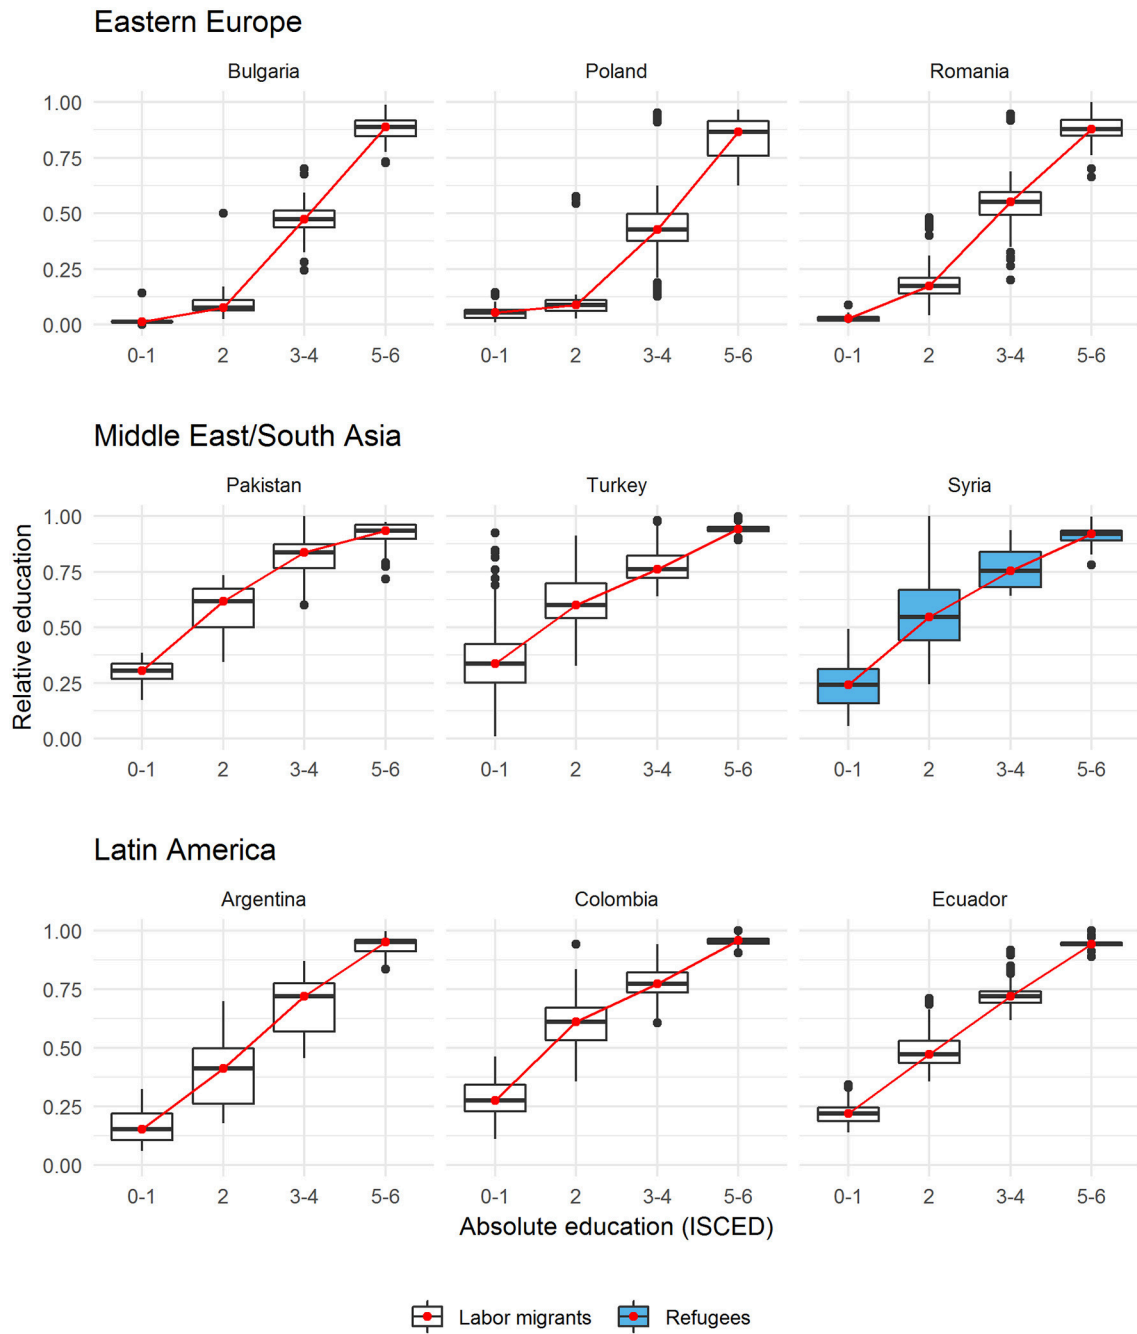 Eastern Europe
Bulgaria Poland Romania
1.00
0.75
0.50
0.25
0.00
0-1 2 3-4 5-6 0-1 2 3-4 5-6 0-1 2 3-4 5-6
Middle East/South Asia
Pakistan Turkey Syria
Relative education
1.00
0.75
0.50
0.25
0.00
0-1 2 3-4 5-6 0-1 2 3-4 5-6 0-1 2 3-4 5-6
Latin America
Argentina Colombia Ecuador
1.00
0.75
0.50
0.25
0.00
0-1 2 3-4 5-6 0-1 2 3-4 5-6 0-1 2 3-4 5-6
Absolute education (ISCED)
Labor migrants Refugees